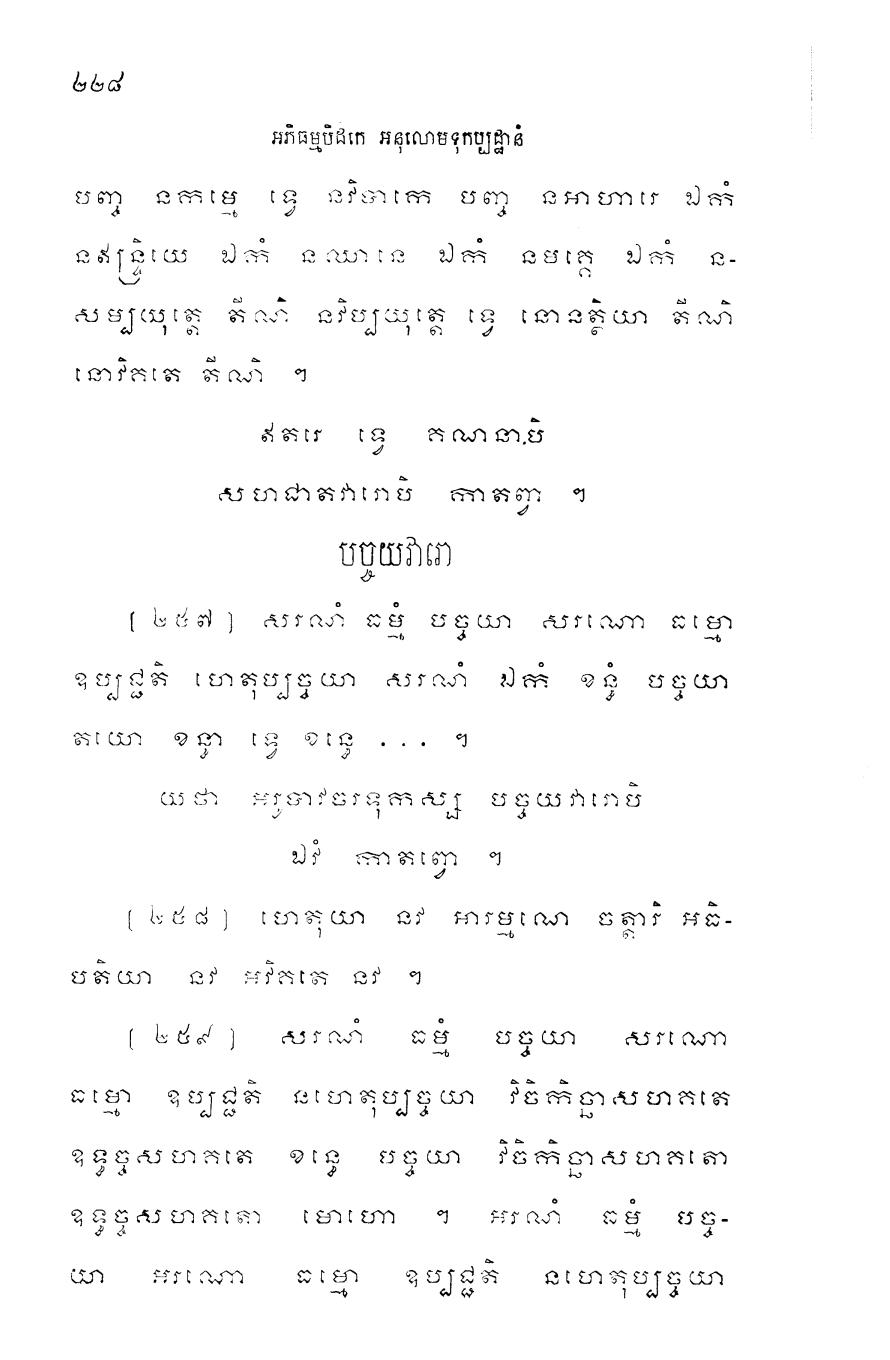 ២២៨
អភិធម្មបិដកេ អនុលោមទុកប្បដ្ឋានំ
បញ្ច នកម្មេ ទ្វេ នវិបាកេ បញ្ច នអាហារេ ឯកំ
នឥន្ទ្រិយេ ឯកំ នឈានេ ឯកំ នមគ្គេ ឯកំ ន-
សម្បយុត្តេ តីណិ នវិប្បយុត្តេ ទ្វេ នោនត្ថិយា តីណិ
នោវិគតេ តីណិ ។
ឥតរេ ទ្វេ គណនាបិ
សហជាតវារោបិ កាតព្វា ។
បច្ចយវារោ
[ ២៥៧ ] សរណំ ធម្មំ បច្ចយា សរណោ ធម្មោ
ឧប្បជ្ជតិ ហេតុប្បច្ចយា សរណំ ឯកំ ខន្ធំ បច្ចយា
តយោ ខន្ធា ទ្វេ ខន្ធេ ... ។
យថា អរូបាវចរទុកស្ស បច្ចយវារោបិ
ឯវំ កាតព្វោ ។
[ ២៥៨ ] ហេតុយា នវ អារម្មណេ ចត្តារិ អធិ-
បតិយា នវ អវិគតេ នវ ។
[ ២៥៩ ] សរណំ ធម្មំ បច្ចយា សរណោ
ធម្មោ ឧប្បជ្ជតិ នហេតុប្បច្ចយា វិចិកិច្ឆាសហគតេ
ឧទ្ធច្ចសហគតេ ខន្ធេ បច្ចយា វិចិកិច្ឆាសហគតោ
ឧទ្ធច្ចសហគតោ មោហោ ។ អរណំ ធម្មំ បច្ច-
យា អរណោ ធម្មោ ឧប្បជ្ជតិ នហេតុប្បច្ចយា